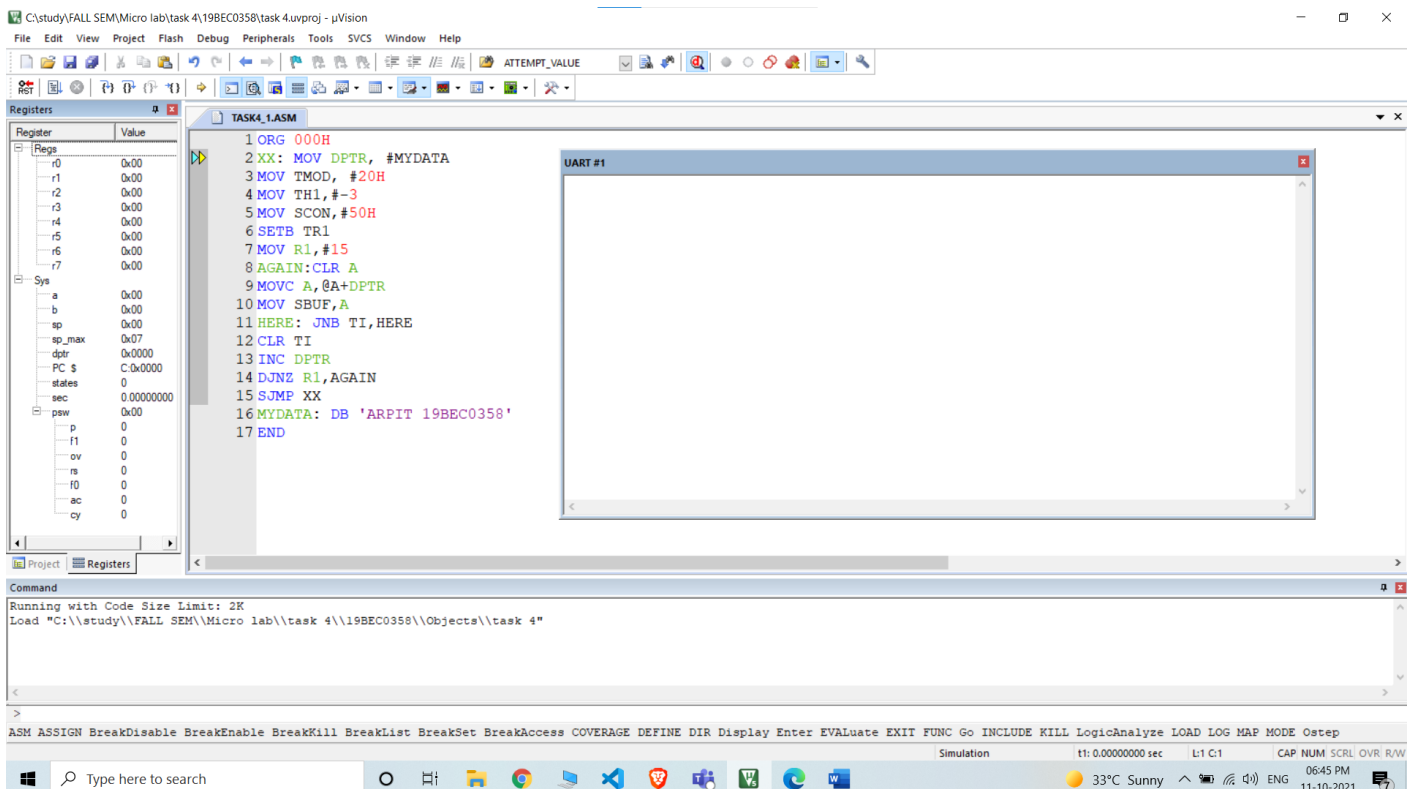 C:\study\FALL SEM\Micro lab\task 4\19BEC0358\task 4.uvproj - µVision
File Edit View Project Flash Debug Peripherals Tools SVCS Window Help
ATTEMPT_VALUE
RST
Registers
Register Value
Regs
r0 0x00
r1 0x00
r2 0x00
r3 0x00
r4 0x00
r5 0x00
r6 0x00
r7 0x00
Sys
a 0x00
b 0x00
sp 0x00
sp_max 0x07
dptr 0x0000
PC $ C:0x0000
states 0
sec 0.00000000
psw 0x00
p 0
f1 0
ov 0
rs 0
f0 0
ac 0
cy 0
Project Registers
TASK4_1.ASM
1 ORG 000H
2 XX: MOV DPTR, #MYDATA
3 MOV TMOD, #20H
4 MOV TH1,#-3
5 MOV SCON,#50H
6 SETB TR1
7 MOV R1,#15
8 AGAIN:CLR A
9 MOVC A,@A+DPTR
10 MOV SBUF,A
11 HERE: JNB TI,HERE
12 CLR TI
13 INC DPTR
14 DJNZ R1,AGAIN
15 SJMP XX
16 MYDATA: DB 'ARPIT 19BEC0358'
17 END
UART #1
Command
Running with Code Size Limit: 2K
Load "C:\\study\\FALL SEM\\Micro lab\\task 4\\19BEC0358\\Objects\\task 4"
>
ASM ASSIGN BreakDisable BreakEnable BreakKill BreakList BreakSet BreakAccess COVERAGE DEFINE DIR Display Enter EVALuate EXIT FUNC Go INCLUDE KILL LogicAnalyze LOAD LOG MAP MODE Ostep
Simulation t1: 0.00000000 sec L:1 C:1 CAP NUM SCRL OVR R/W
Type here to search
33°C Sunny ENG 06:45 PM
11-10-2021
7